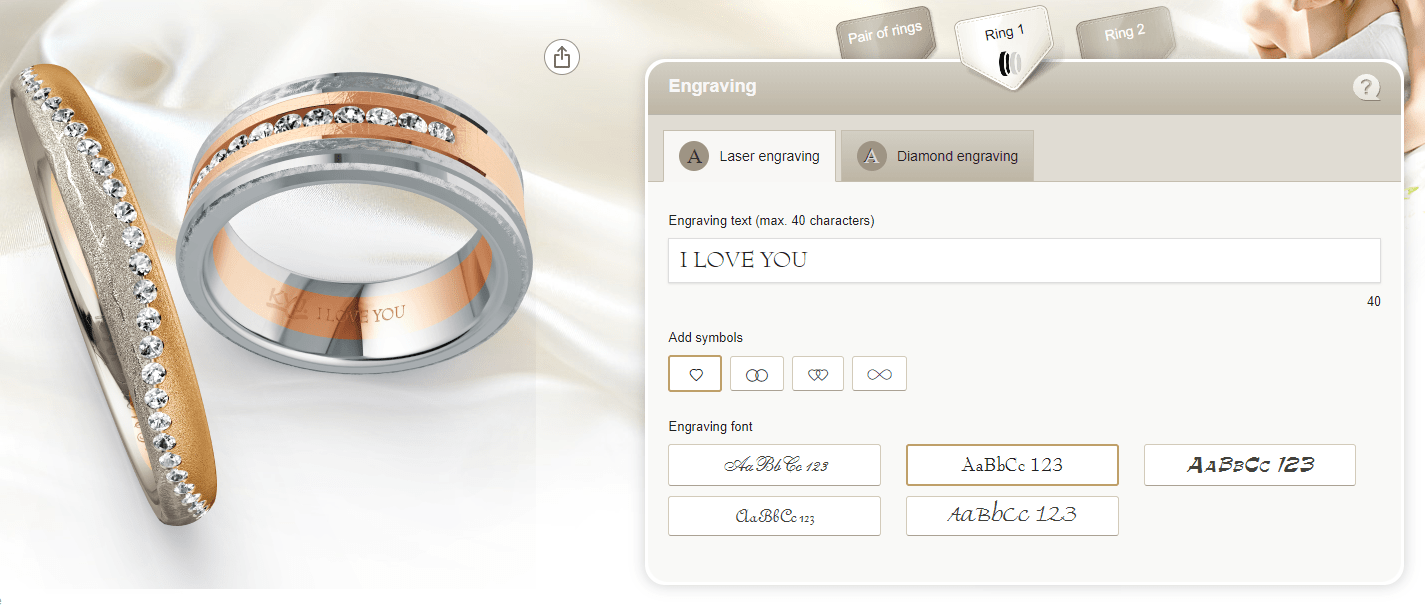 Pair of rings
Ring 1
Ring 2
Engraving
?
A Laser engraving
A Diamond engraving
Engraving text (max. 40 characters)
I LOVE YOU
40
Add symbols
Engraving font
AaBbCc 123
AaBbCc 123
AaBbCc 123
AaBbCc 123
AaBbCc 123
I LOVE YOU